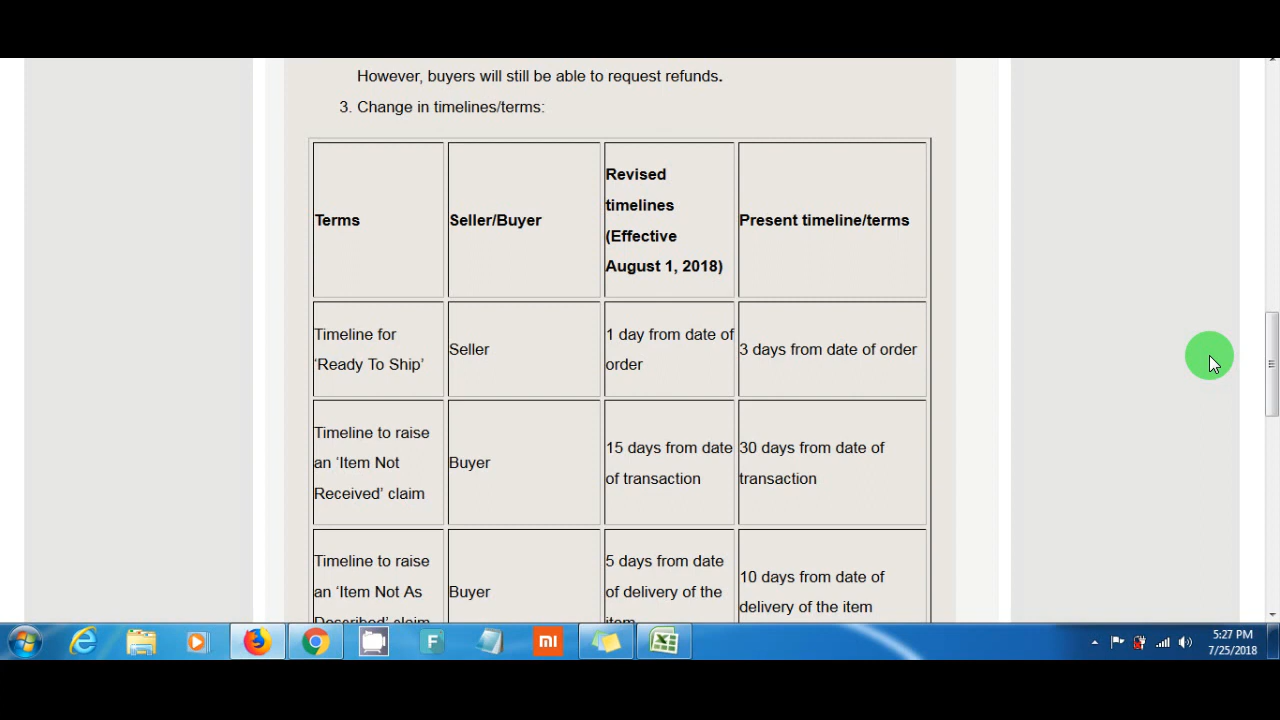 However, buyers will still be able to request refunds.
3. Change in timelines/terms:
Terms
Seller/Buyer
Revised
timelines
(Effective
August 1, 2018)
Present timeline/terms
Timeline for
‘Ready To Ship’
Seller
1 day from date of
order
3 days from date of order
Timeline to raise
an ‘Item Not
Received’ claim
Buyer
15 days from date
of transaction
30 days from date of
transaction
Timeline to raise
an ‘Item Not As
Described’ claim
Buyer
5 days from date
of delivery of the
item
10 days from date of
delivery of the item
F
mi
5:27 PM
7/25/2018